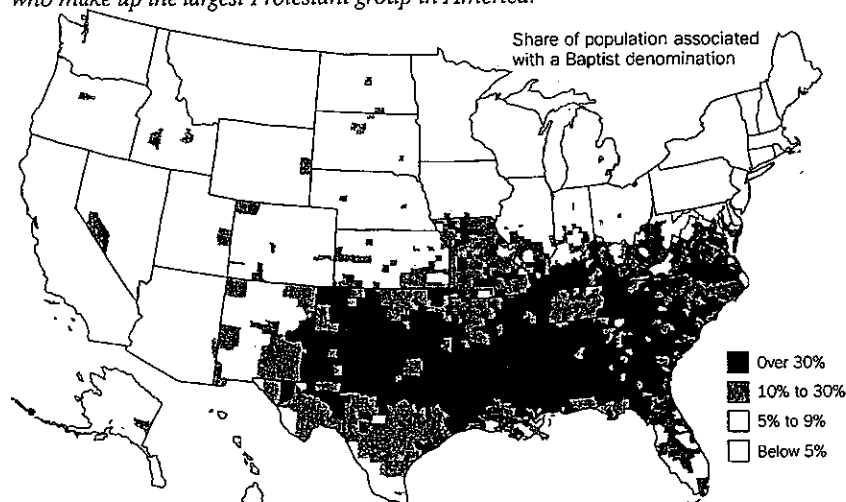 who make up the largest Protestant group in America.
Share of population associated
with a Baptist denomination
Over 30%
10% to 30%
5% to 9%
Below 5%